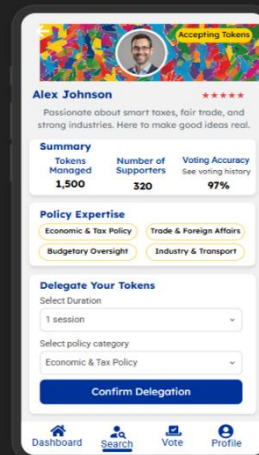 Accepting Tokens
Alex Johnson
★★★★★
Passionate about smart taxes, fair trade, and
strong industries. Here to make good ideas real.
Summary
Tokens Managed
1,500
Number of Supporters
320
Voting Accuracy
See voting history
97%
Policy Expertise
Economic & Tax Policy
Trade & Foreign Affairs
Budgetary Oversight
Industry & Transport
Delegate Your Tokens
Select Duration
1 session
Select policy category
Economic & Tax Policy
Confirm Delegation
Dashboard
Search
Vote
Profile